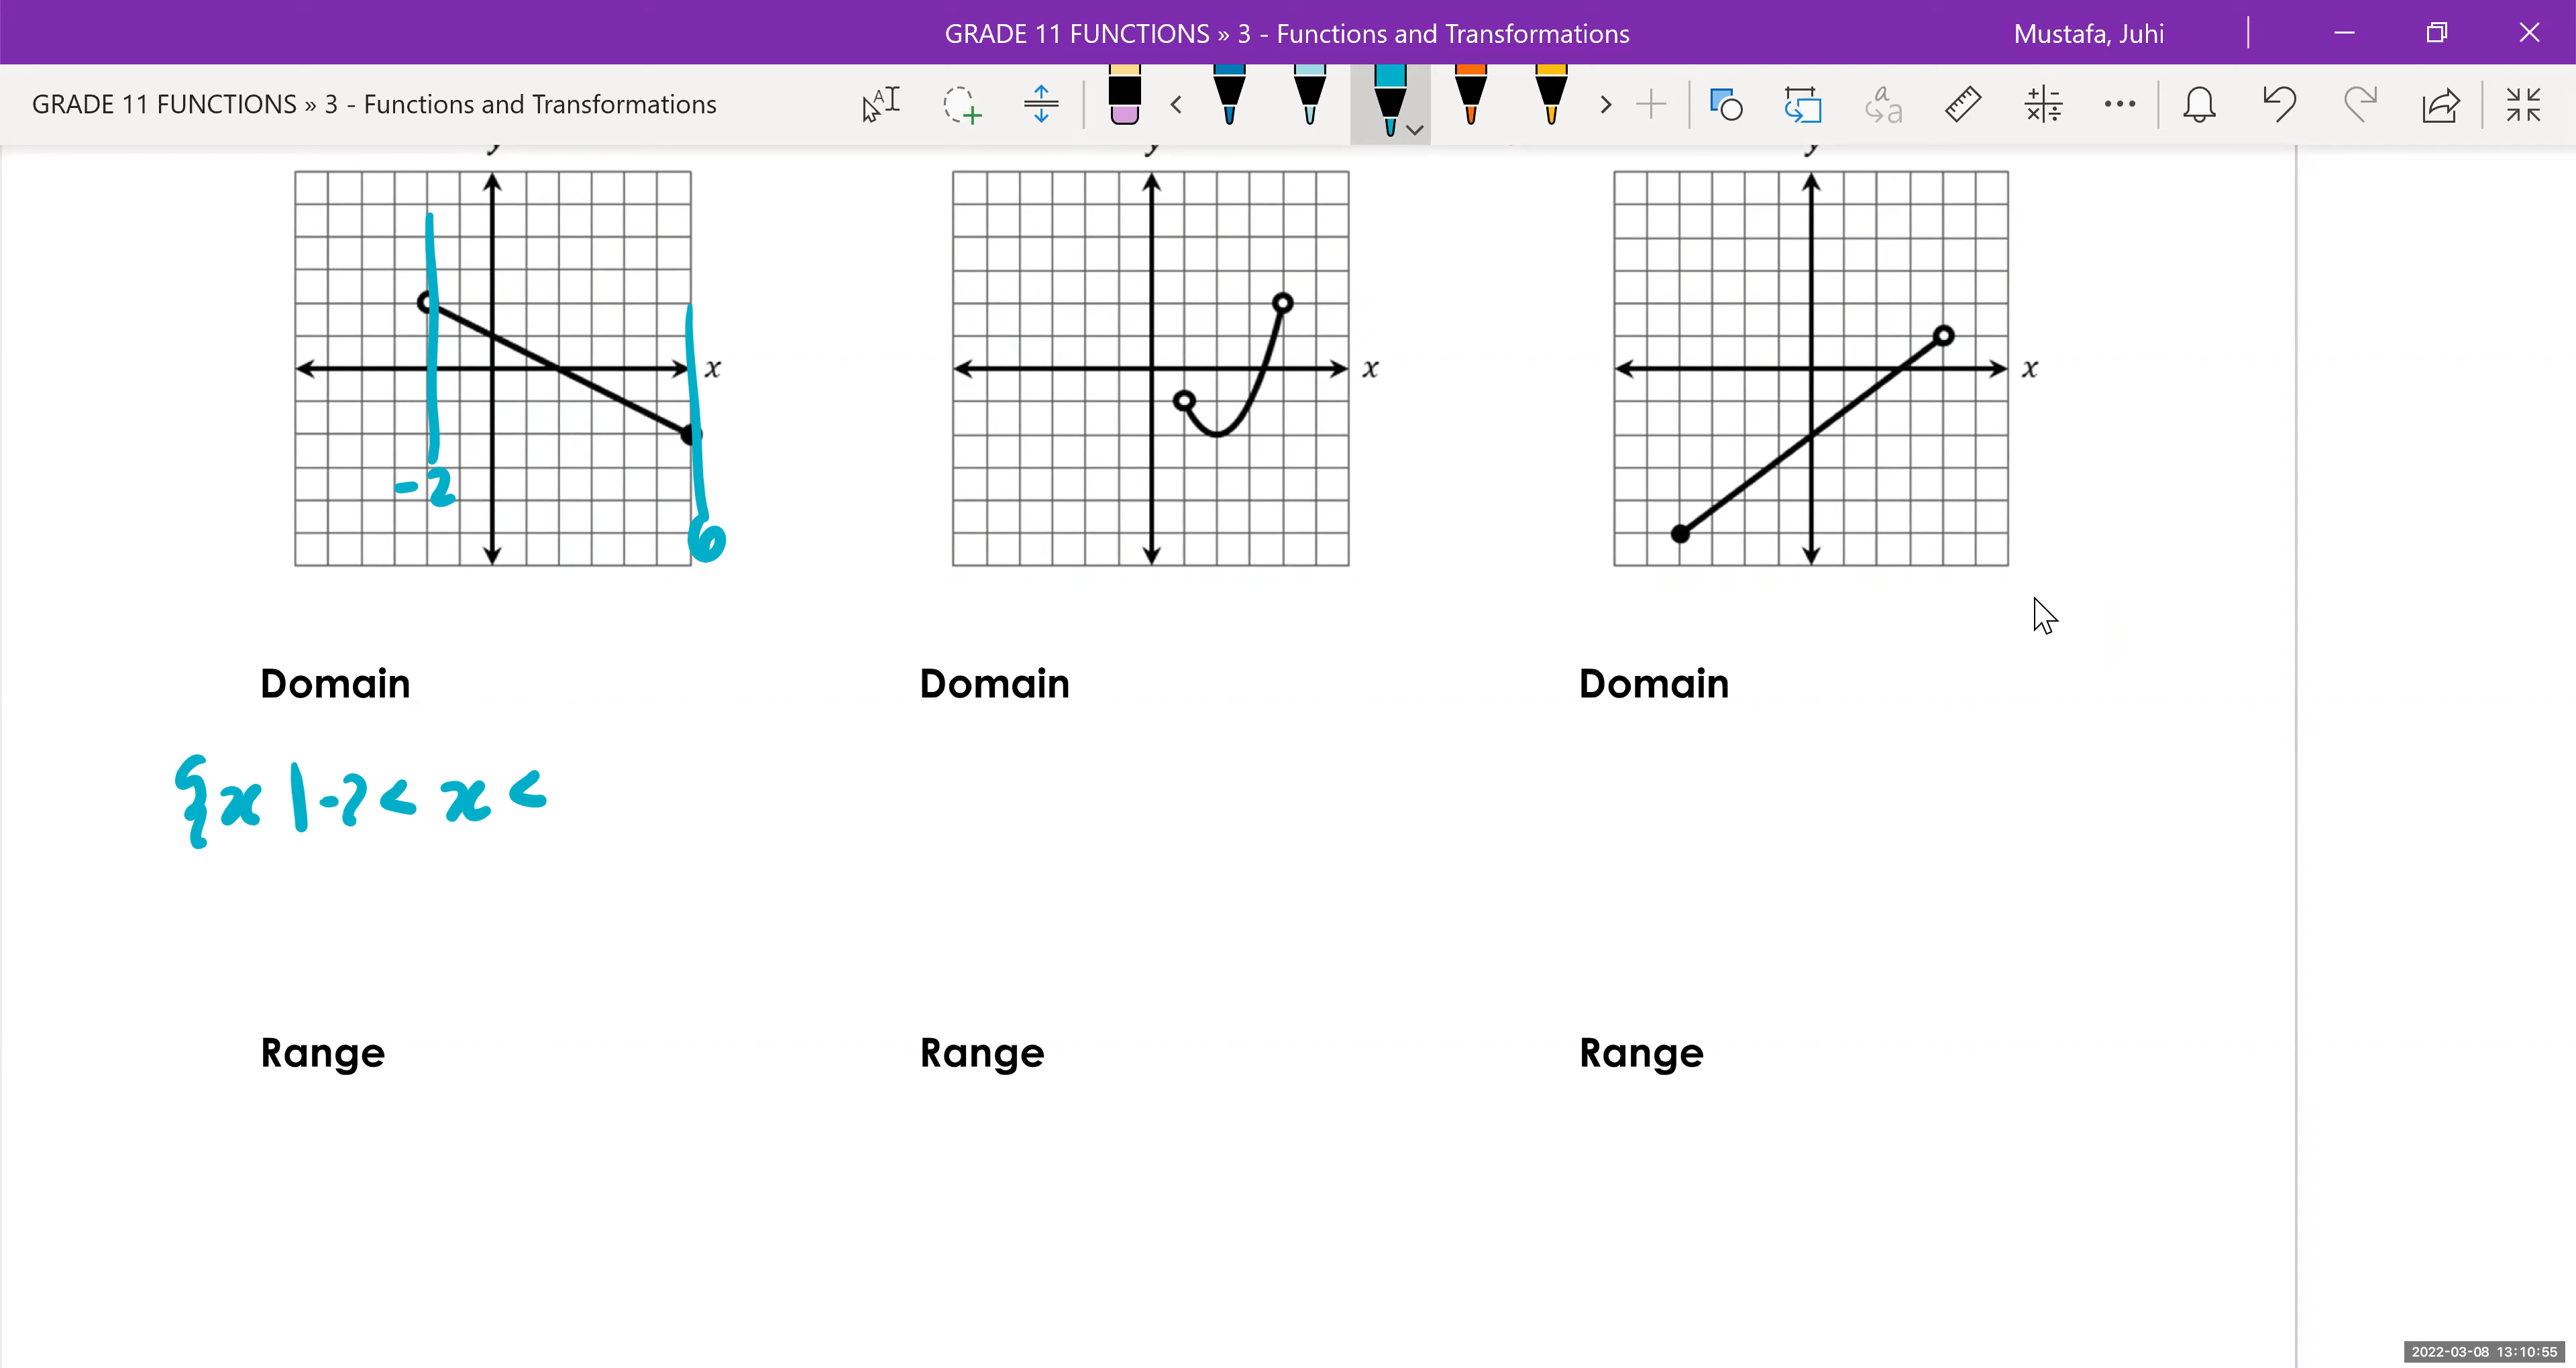 GRADE 11 FUNCTIONS » 3 - Functions and Transformations
Mustafa, Juhi
GRADE 11 FUNCTIONS » 3 - Functions and Transformations
y y y
x x x
-2
6
Domain Domain Domain
{x | -2 < x <
Range Range Range
2022-03-08 13:10:55